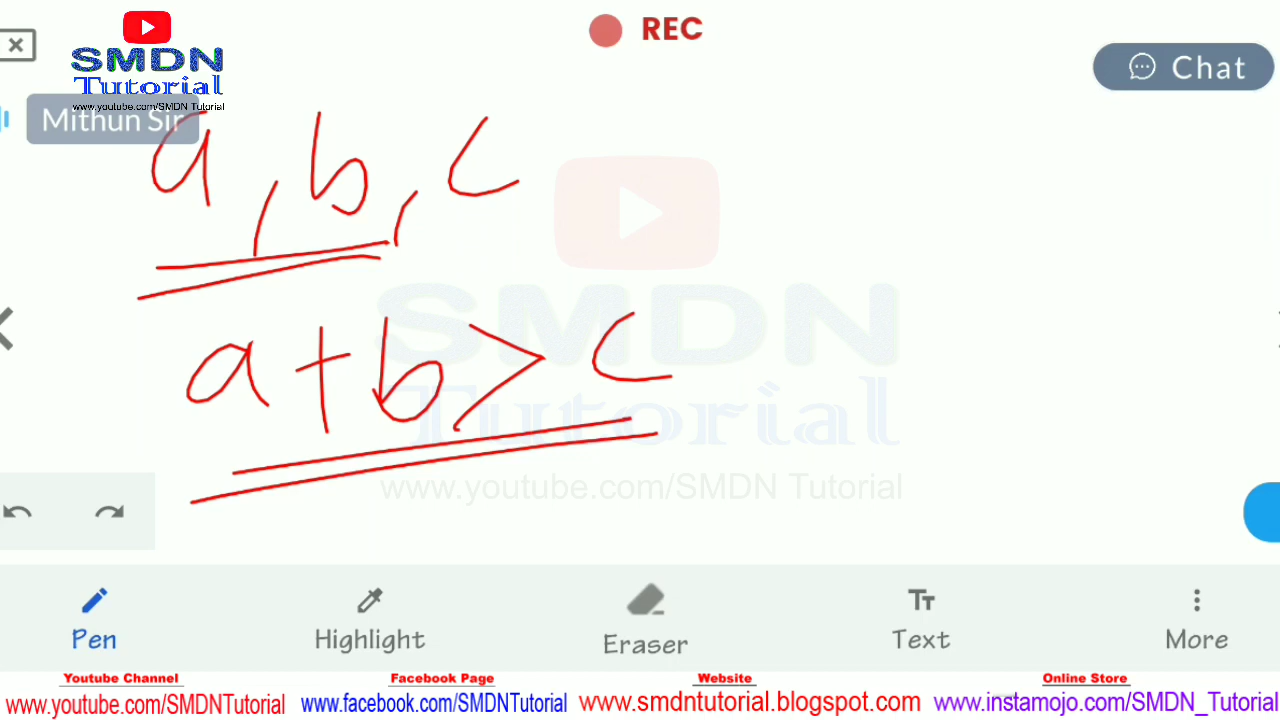 REC
SMDN
Tutorial
www.youtube.com/SMDN Tutorial
Chat
Mithun Sir
a, b, c
a+b>c
SMDN
Tutorial
www.youtube.com/SMDN Tutorial
Pen
Highlight
Eraser
Text
More
Youtube Channel
Facebook Page
Website
Online Store
www.youtube.com/SMDNTutorial
www.facebook.com/SMDNTutorial
www.smdntutorial.blogspot.com
www.instamojo.com/SMDN_Tutorial